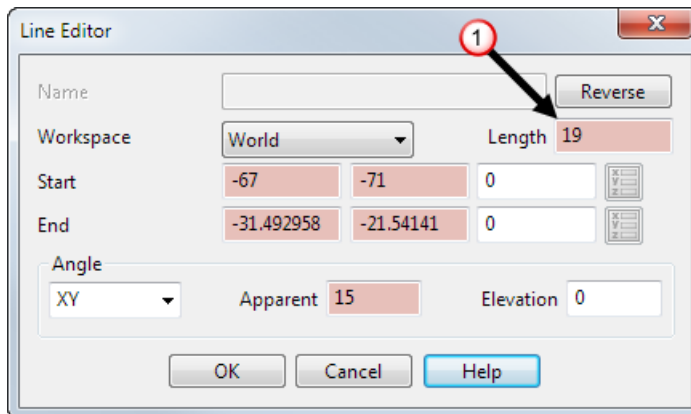 Line Editor
1
Name
Reverse
Workspace World Length 19
Start -67 -71 0
End -31.492958 -21.54141 0
Angle
XY Apparent 15 Elevation 0
OK Cancel Help